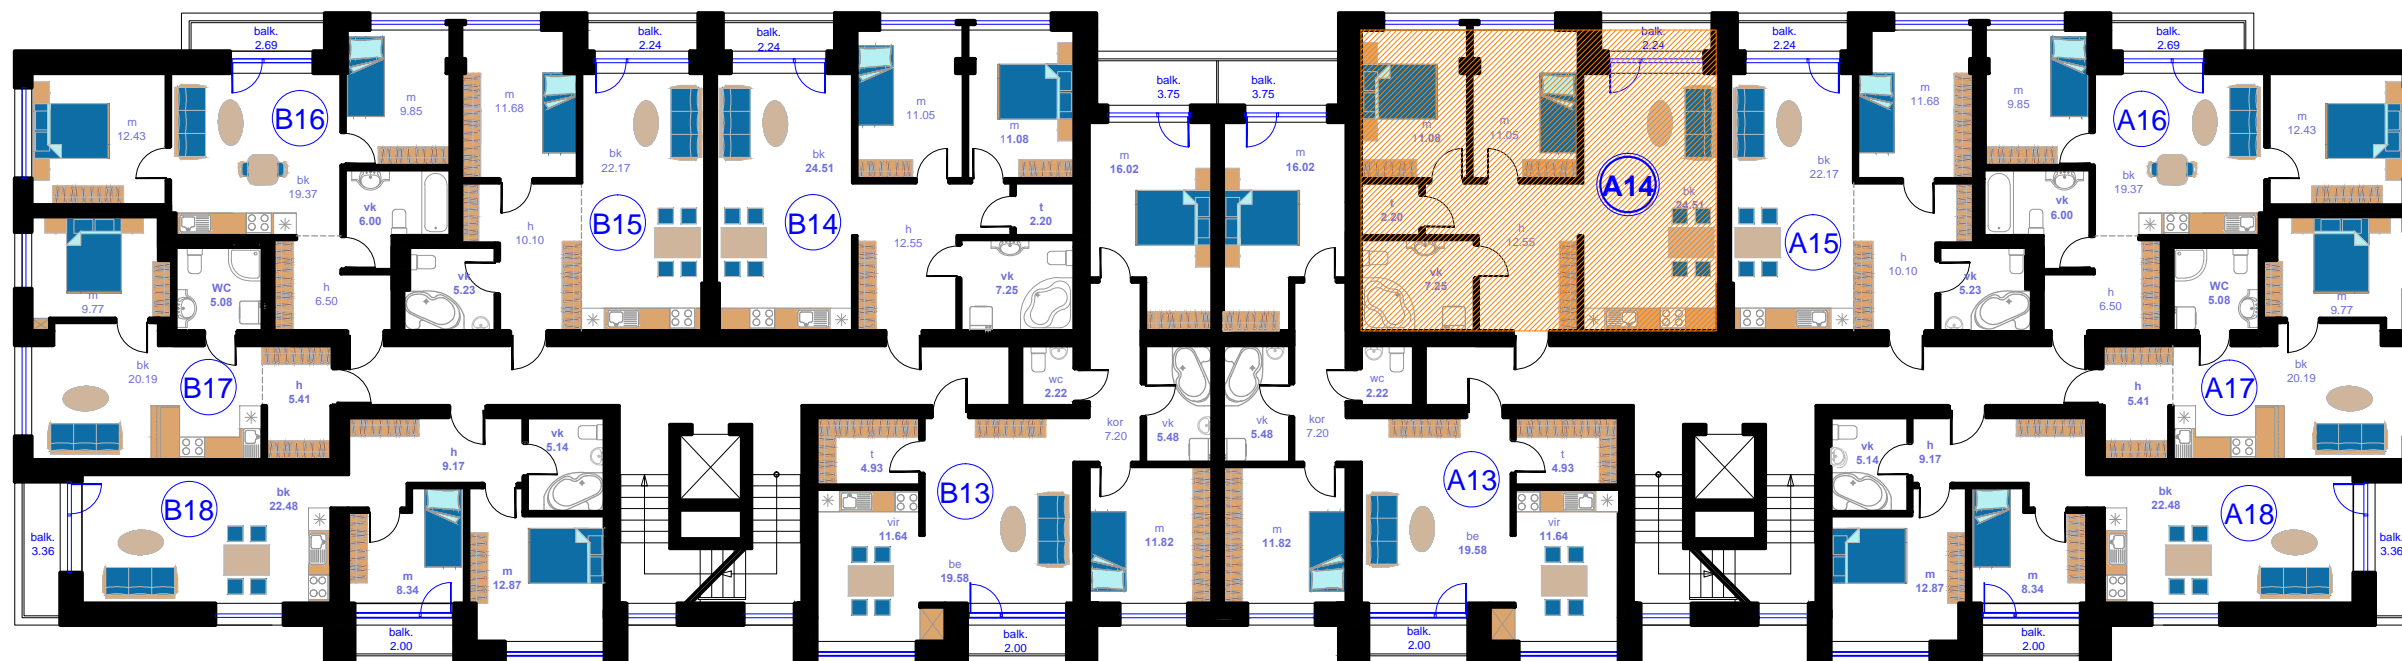 balk.
2.69
balk.
2.24
balk.
2.24
balk.
3.75
balk.
3.75
balk.
2.24
balk.
2.24
balk.
2.69
m
12.43
B16
bk
19.37
m
9.85
m
11.68
bk
22.17
B15
bk
24.51
B14
m
11.05
m
11.08
m
16.02
m
16.02
m
11.08
m
11.05
A14
bk
24.51
bk
22.17
A15
m
11.68
m
9.85
A16
bk
19.37
m
12.43
vk
6.00
h
10.10
h
12.55
t
2.20
t
2.20
h
12.55
h
10.10
vk
6.00
m
9.77
WC
5.08
h
6.50
vk
5.23
vk
7.25
vk
7.25
vk
5.23
h
6.50
WC
5.08
m
9.77
bk
20.19
B17
h
5.41
wc
2.22
wc
2.22
h
5.41
A17
bk
20.19
h
9.17
vk
5.14
t
4.93
kor
7.20
vk
5.48
vk
5.48
kor
7.20
t
4.93
vk
5.14
h
9.17
B18
bk
22.48
B13
A13
bk
22.48
A18
balk.
3.36
m
8.34
m
12.87
vir
11.64
be
19.58
m
11.82
m
11.82
be
19.58
vir
11.64
m
12.87
m
8.34
balk.
3.36
balk.
2.00
balk.
2.00
balk.
2.00
balk.
2.00